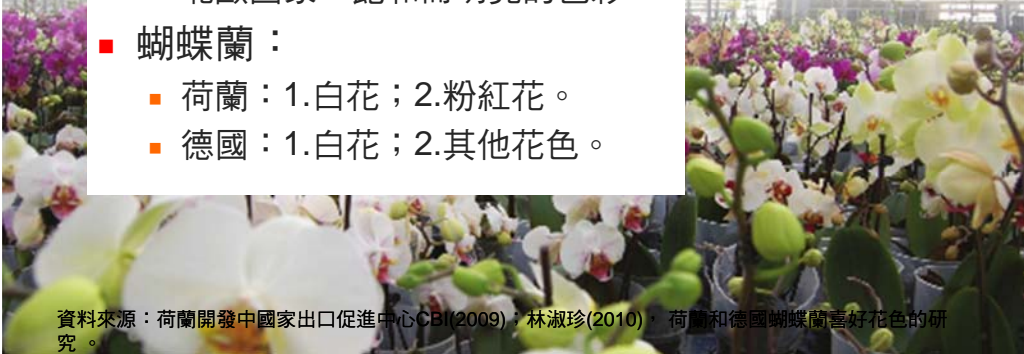 蝴蝶蘭：
荷蘭：1.白花；2.粉紅花。
德國：1.白花；2.其他花色。
資料來源：荷蘭開發中國家出口促進中心CBI(2009)；林淑珍(2010)， 荷蘭和德國蝴蝶蘭喜好花色的研
究 。